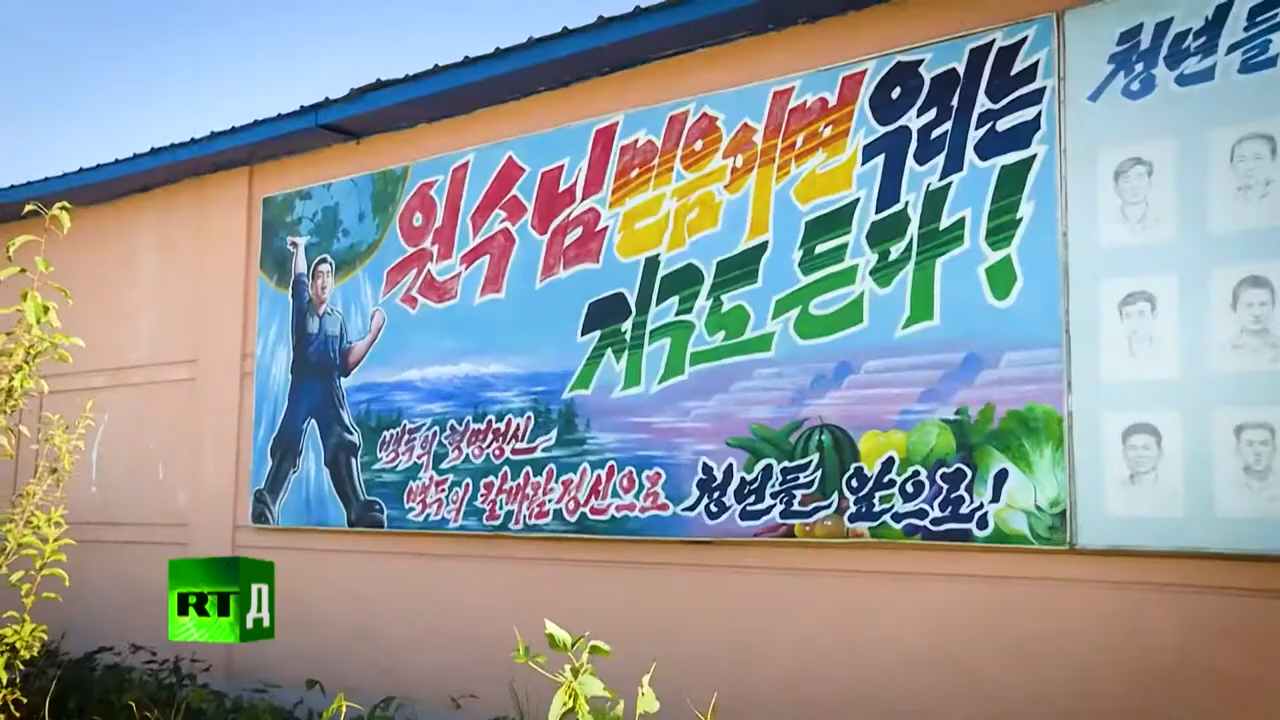 원수님 믿음이면 우리는
지구도 든다!
백두의 혁명정신
백두의 칼바람정신으로 청년들 앞으로!
청년들
RT Д